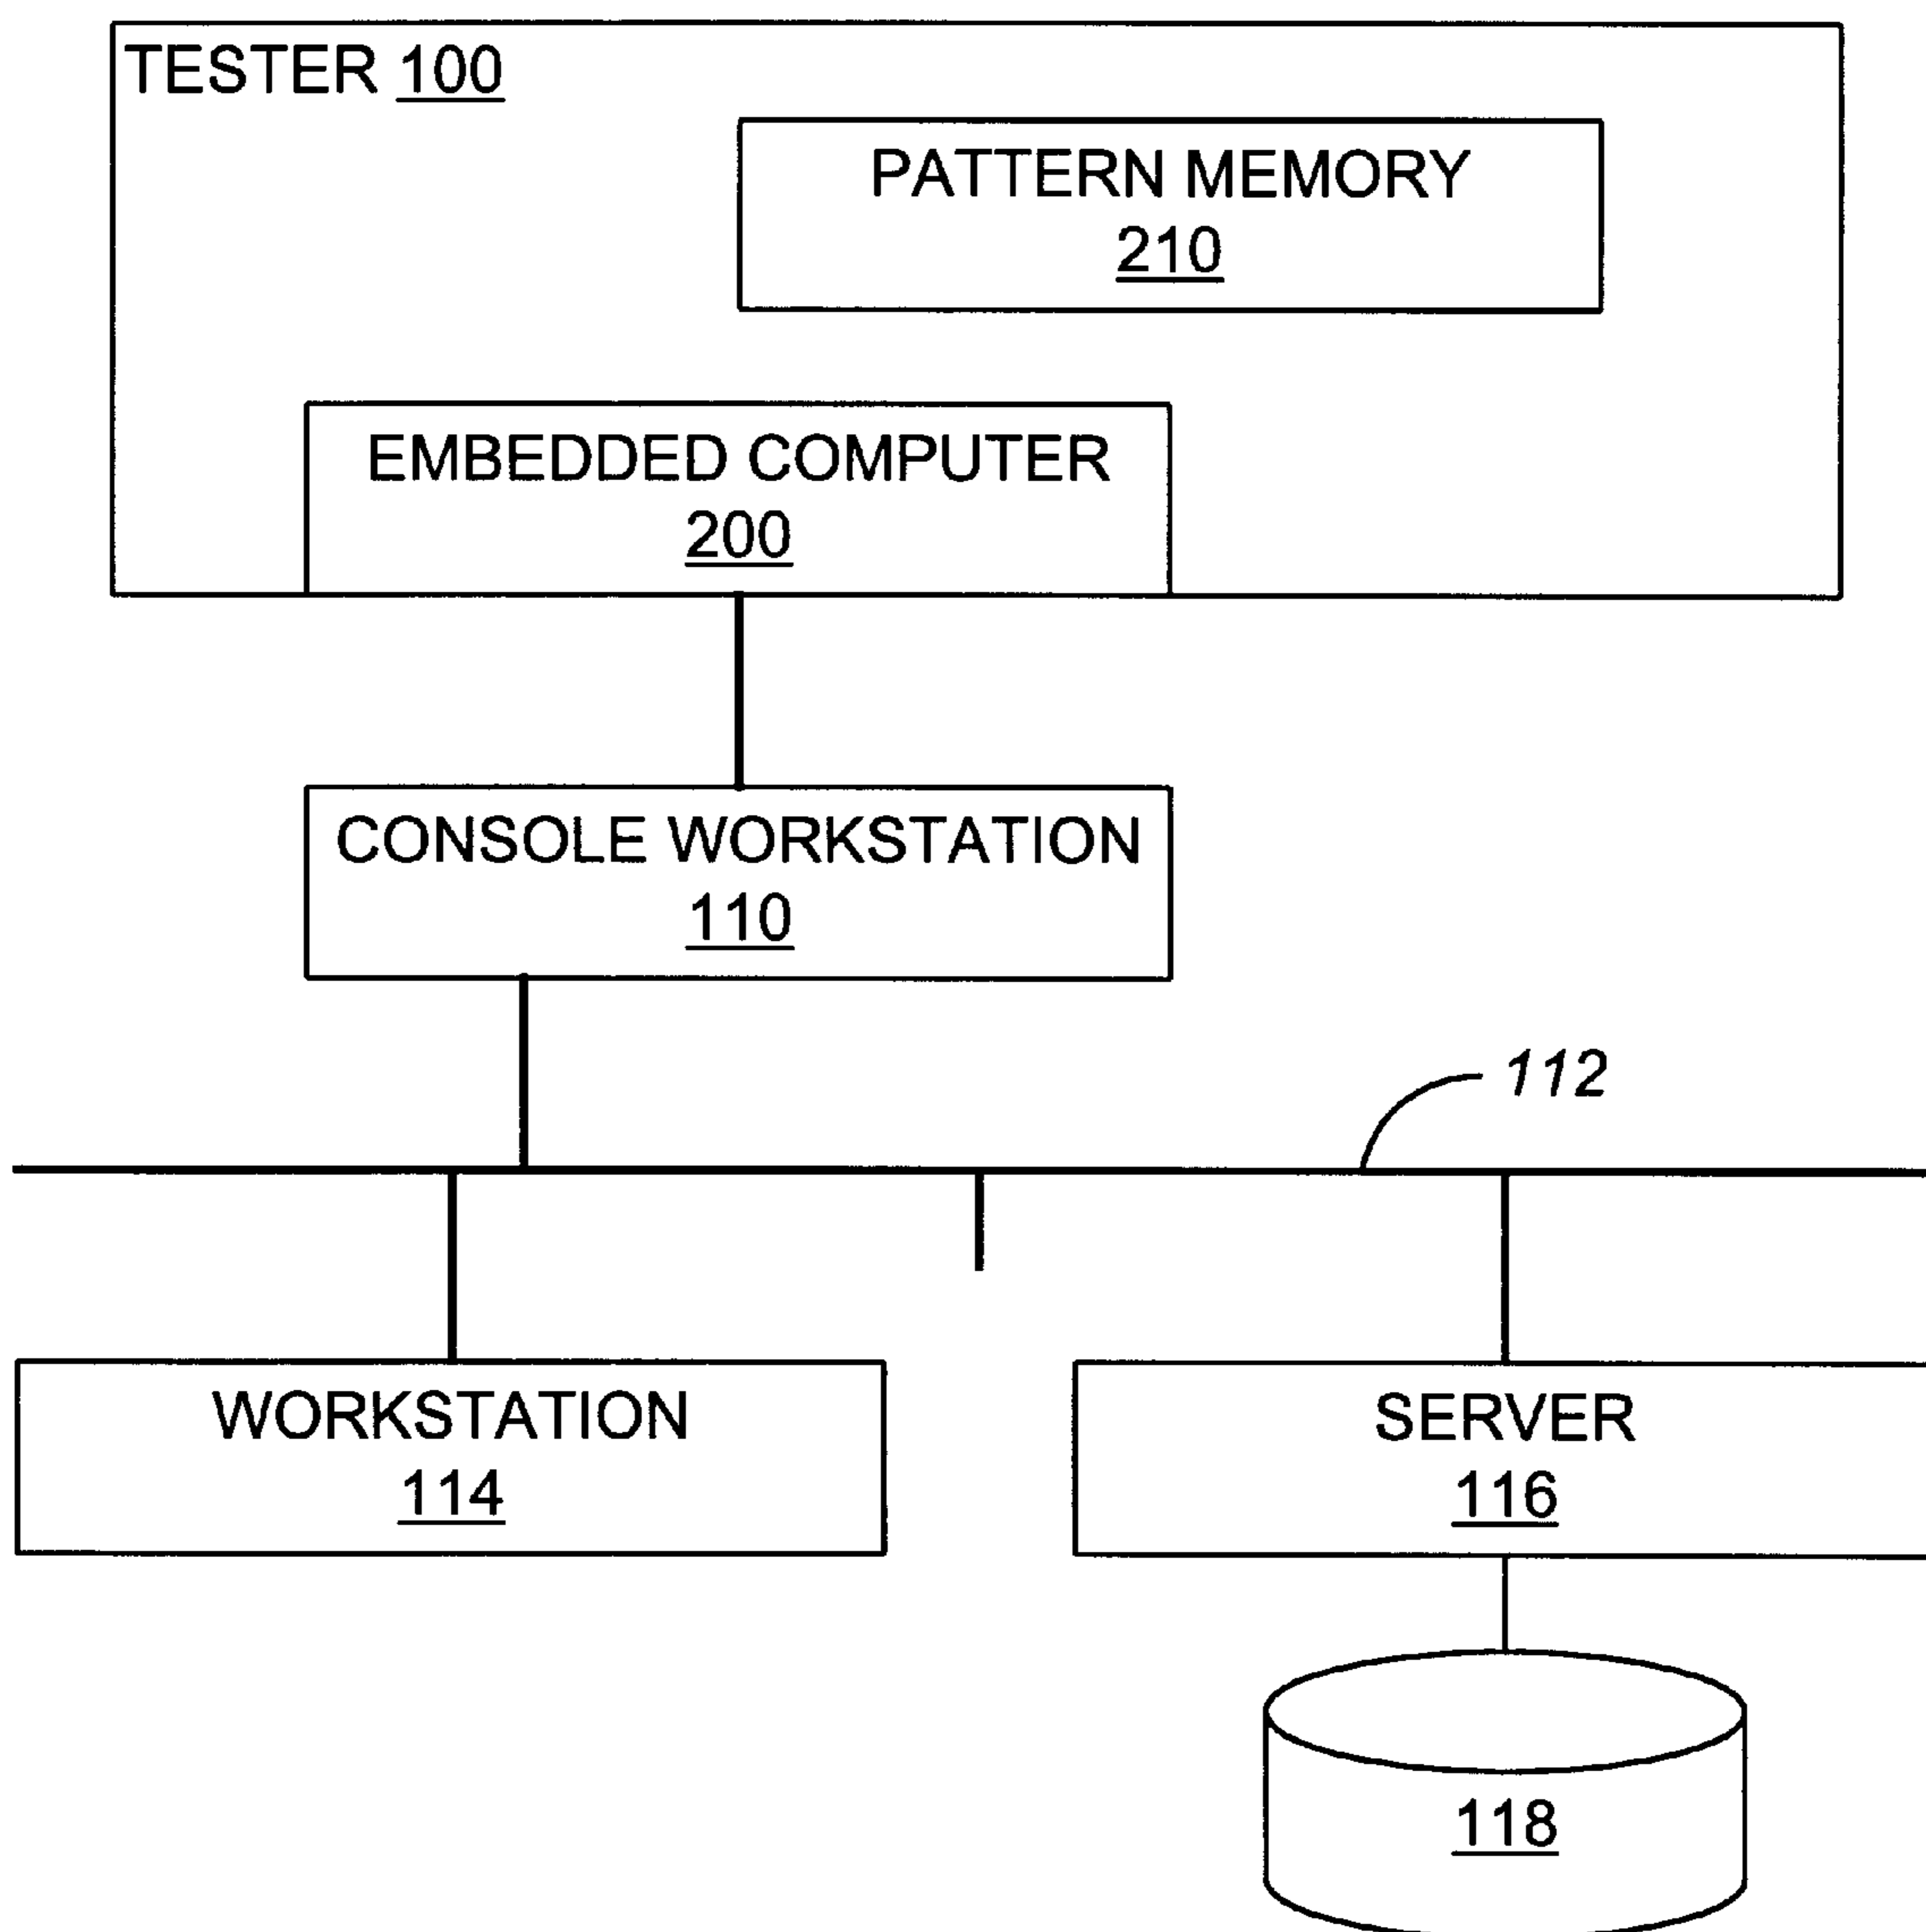 TESTER 100
PATTERN MEMORY
210
EMBEDDED COMPUTER
200
CONSOLE WORKSTATION
110
112
WORKSTATION
114
SERVER
116
118